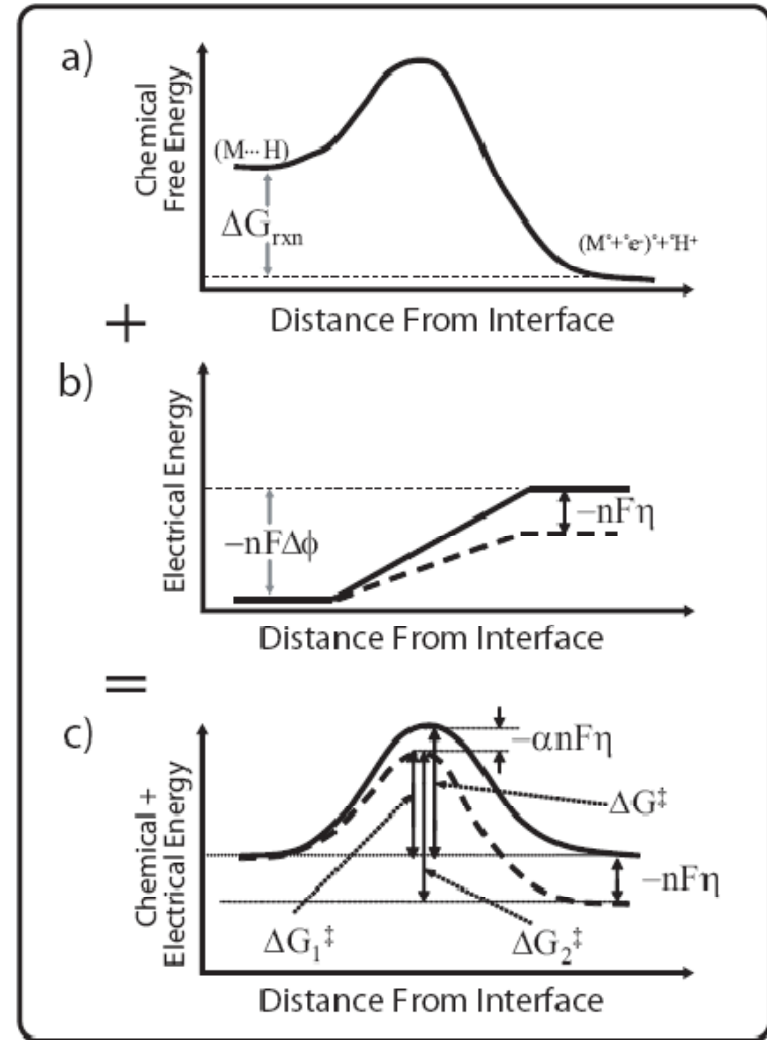 a)
Chemical
Free Energy
(M···H)
ΔG_rxn
(M°+°e-)°+°H+
Distance From Interface
+
b)
Electrical Energy
−nFΔϕ
−nFη
Distance From Interface
=
c)
Chemical +
Electrical Energy
−αnFη
ΔG‡
−nFη
ΔG₁‡
ΔG₂‡
Distance From Interface